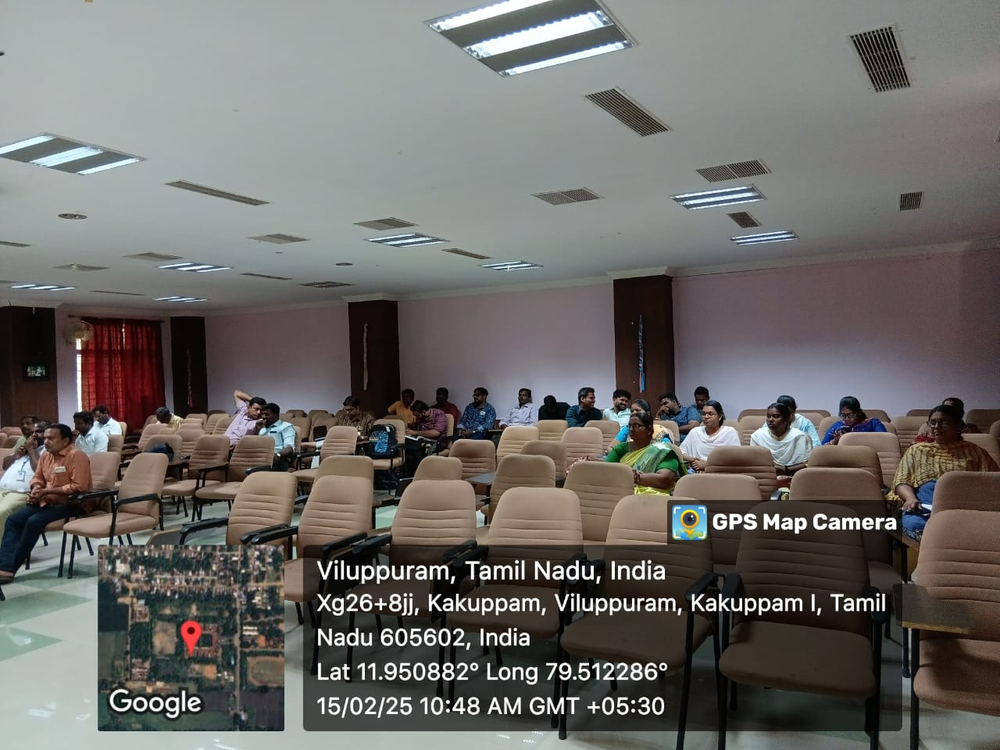 GPS Map Camera
Viluppuram, Tamil Nadu, India
Xg26+8jj, Kakuppam, Viluppuram, Kakuppam I, Tamil
Nadu 605602, India
Lat 11.950882° Long 79.512286°
15/02/25 10:48 AM GMT +05:30
Google